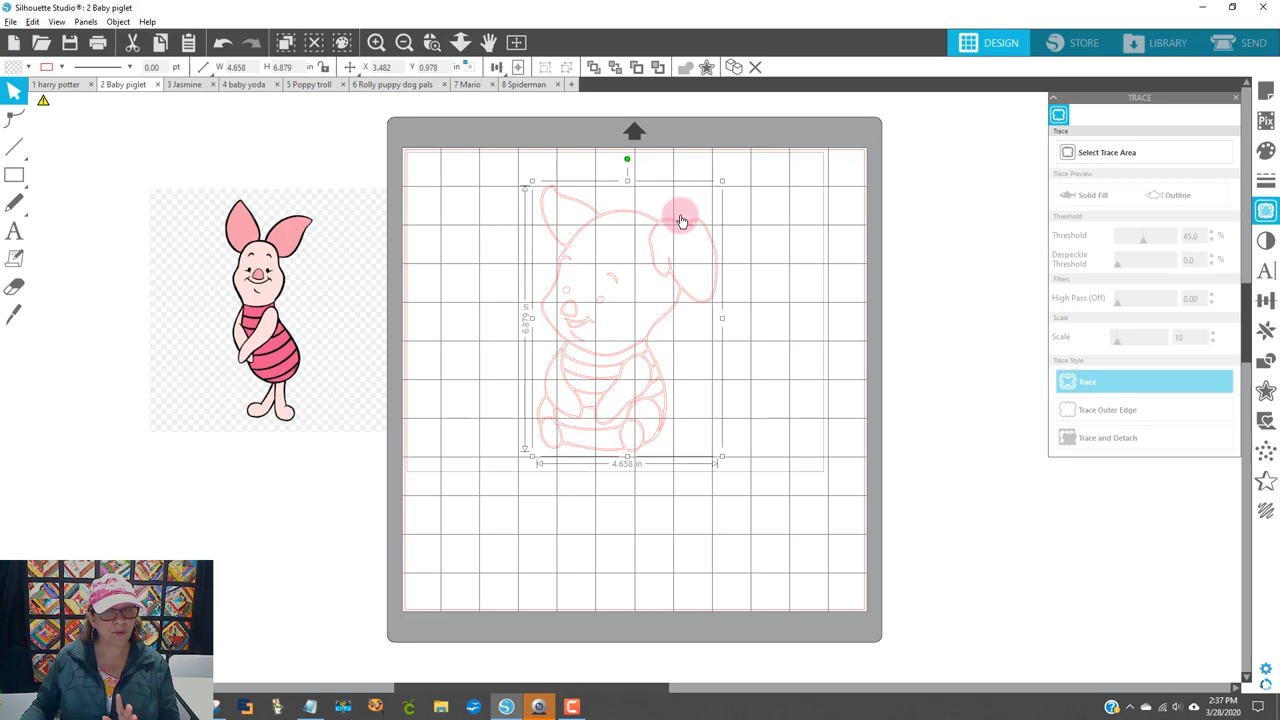 Silhouette Studio®: 2 Baby piglet
File Edit View Panels Object Help
DESIGN STORE LIBRARY SEND
0.00 pt W 4.658 H 6.879 in X 3.482 Y 0.978 in
1 harry potter 2 Baby piglet 3 Jasmine 4 baby yoda 5 Poppy troll 6 Rolly puppy dog pals 7 Mario 8 Spiderman
TRACE
Trace
Select Trace Area
Trace Preview
Solid Fill Outline
Threshold
Threshold 45.0 %
Despeckle Threshold 0.0 %
Filters
High Pass (Off) 0.00
Scale
Scale 10
Trace Style
Trace
Trace Outer Edge
Trace and Detach
Pix
6.879 in
4.658 in
2:37 PM
3/28/2020